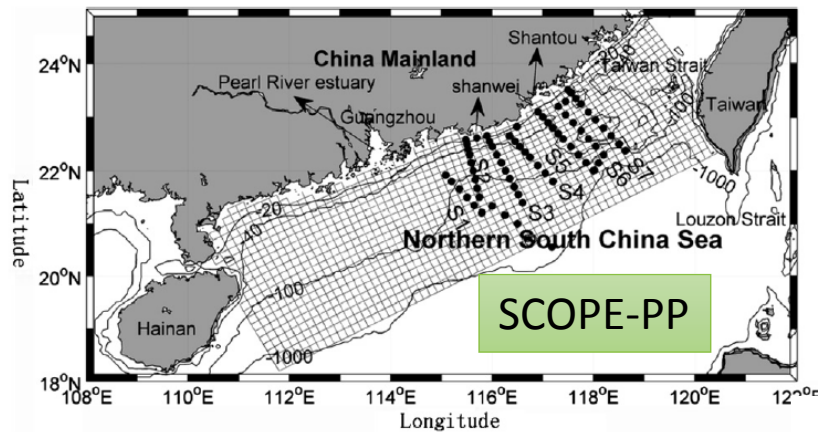 24°N
22°N
20°N
18°N
Latitude
108°E
110°E
112°E
114°E
116°E
118°E
120°E
122°E
Longitude
China Mainland
Pearl River estuary
Guangzhou
shanwei
Shantou
Taiwan Strait
Taiwan
Louzon Strait
Hainan
Northern South China Sea
S1
S2
S3
S4
S5
S6
S7
-20
-40
-100
-1000
-20
-100
-1000
SCOPE-PP